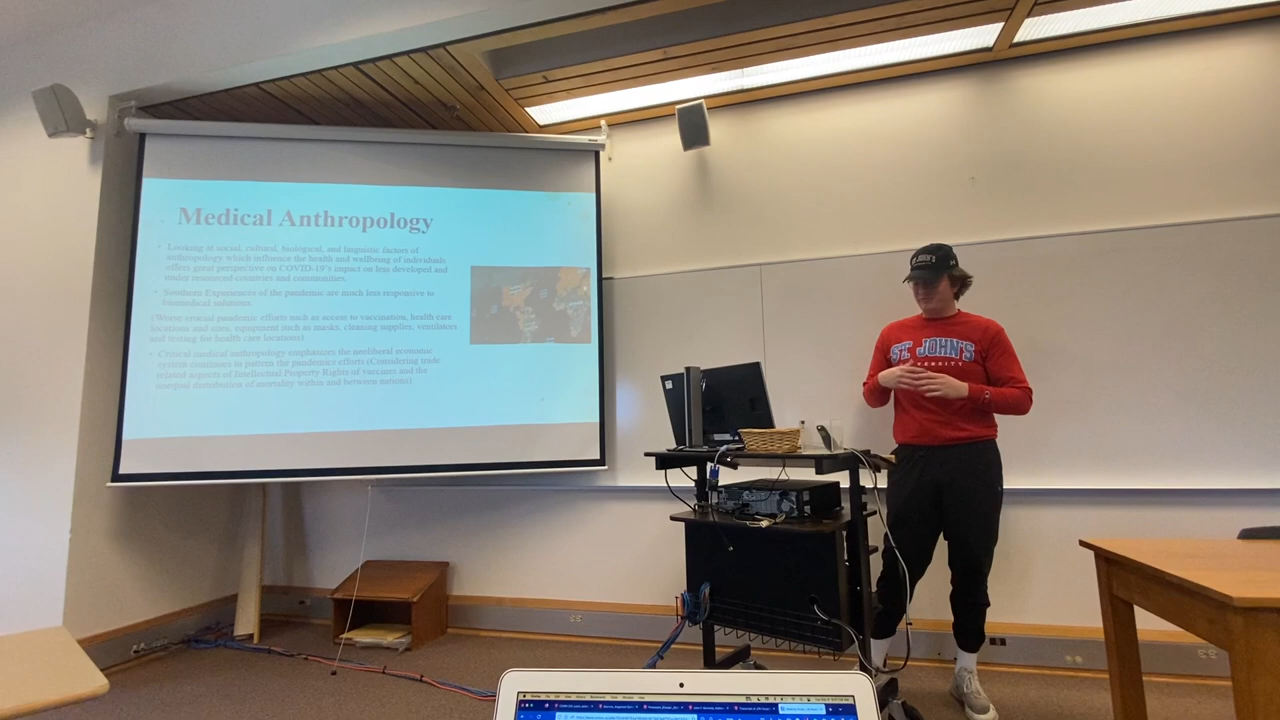 Medical Anthropology
• Looking at social, cultural, biological, and linguistic factors of
anthropology which influence the health and wellbeing of individuals
offers great perspective on COVID-19's impact on less developed and
under resourced countries and communities.
• Southern Experiences of the pandemic are much less responsive to
biomedical solutions
(Worse crucial pandemic efforts such as access to vaccination, health care
locations and sizes, equipment such as masks, cleaning supplies, ventilators
and testing for health care locations)
• Critical medical anthropology emphasizes the neoliberal economic
system continues to pattern the pandemics efforts (Considering trade
related aspects of Intellectual Property Rights of vaccines and the
unequal distribution of mortality within and between nations)
ST. JOHN'S
ST. JOHN'S